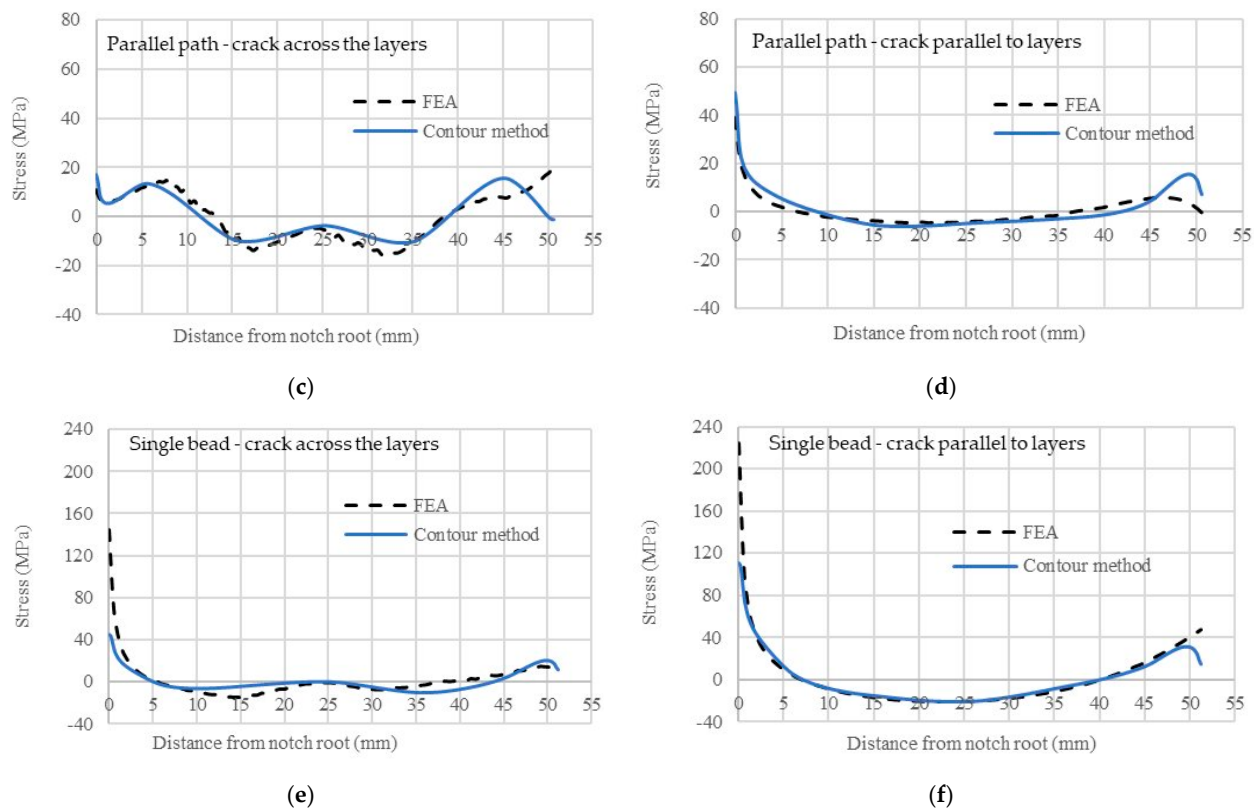 Parallel path - crack across the layers
80
60
40
20
0
-20
-40
0 5 10 15 20 25 30 35 40 45 50 55
Stress (MPa)
FEA
Contour method
Distance from notch root (mm)
(c)
Parallel path - crack parallel to layers
80
60
40
20
0
-20
-40
0 5 10 15 20 25 30 35 40 45 50 55
Stress (MPa)
FEA
Contour method
Distance from notch root (mm)
(d)
Single bead - crack across the layers
240
200
160
120
80
40
0
-40
0 5 10 15 20 25 30 35 40 45 50 55
Stress (MPa)
FEA
Contour method
Distance from notch root (mm)
(e)
Single bead - crack parallel to layers
240
200
160
120
80
40
0
-40
0 5 10 15 20 25 30 35 40 45 50 55
Stress (MPa)
FEA
Contour method
Distance from notch root (mm)
(f)